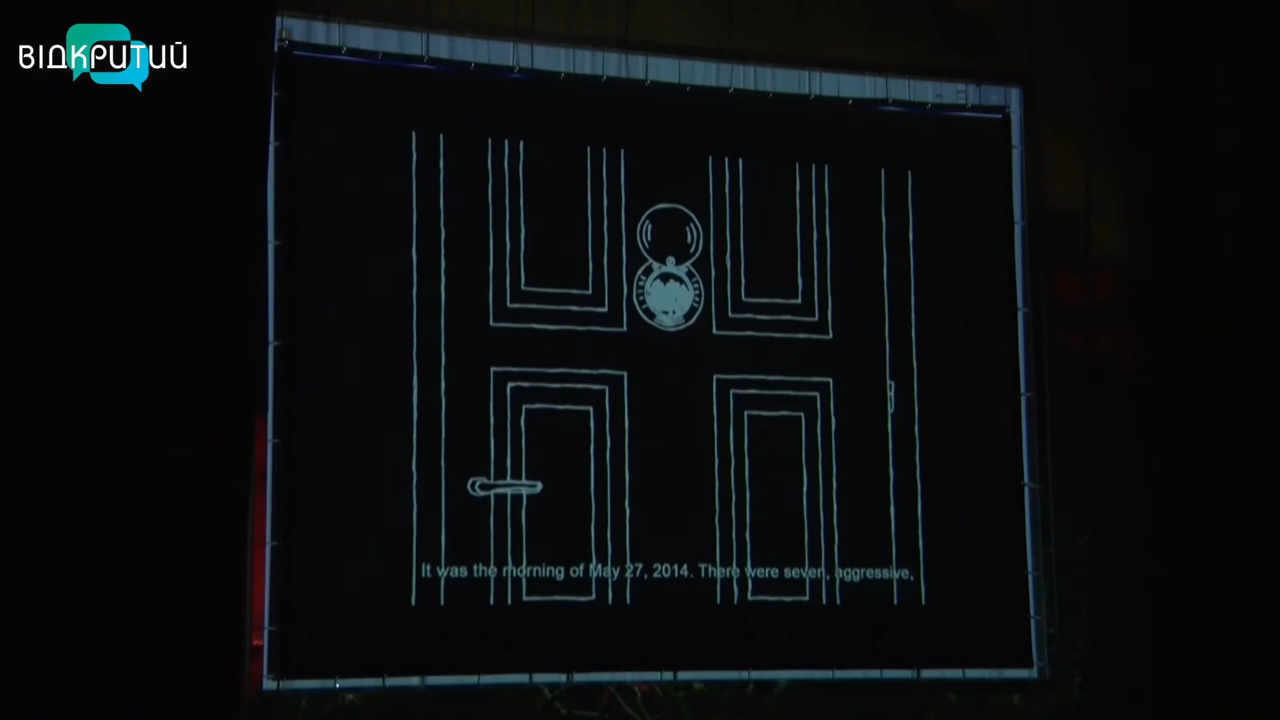 ВІДКРИТИЙ
It was the morning of May 27, 2014. There were seven, aggressive,